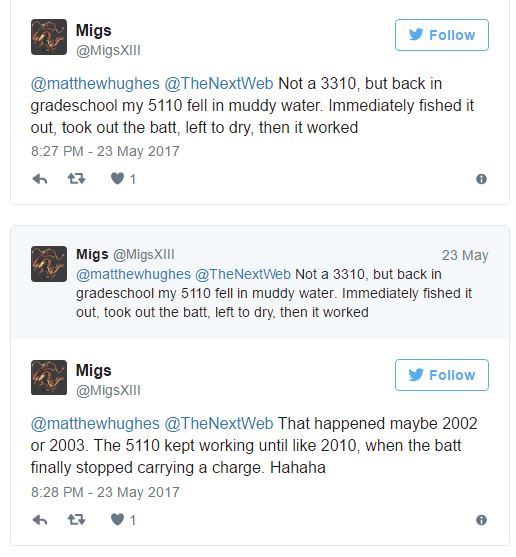 Migs
@MigsXIII
Follow
@matthewhughes @TheNextWeb Not a 3310, but back in
gradeschool my 5110 fell in muddy water. Immediately fished it
out, took out the batt, left to dry, then it worked
8:27 PM - 23 May 2017
1
Migs @MigsXIII 23 May
@matthewhughes @TheNextWeb Not a 3310, but back in
gradeschool my 5110 fell in muddy water. Immediately fished it
out, took out the batt, left to dry, then it worked
Migs
@MigsXIII
Follow
@matthewhughes @TheNextWeb That happened maybe 2002
or 2003. The 5110 kept working until like 2010, when the batt
finally stopped carrying a charge. Hahaha
8:28 PM - 23 May 2017
1